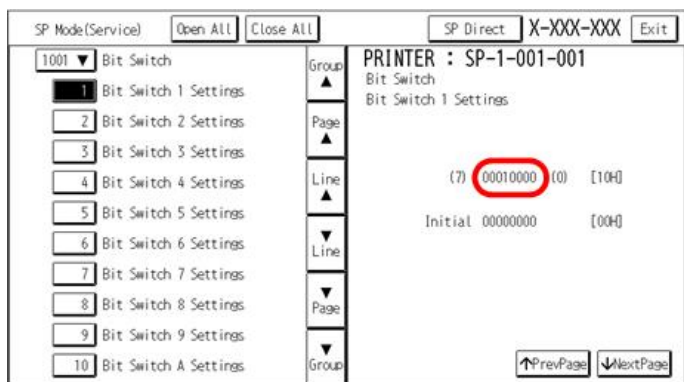 SP Mode(Service) Open All Close All SP Direct X-XXX-XXX Exit
1001 ▼ Bit Switch
1 Bit Switch 1 Settings
2 Bit Switch 2 Settings
3 Bit Switch 3 Settings
4 Bit Switch 4 Settings
5 Bit Switch 5 Settings
6 Bit Switch 6 Settings
7 Bit Switch 7 Settings
8 Bit Switch 8 Settings
9 Bit Switch 9 Settings
10 Bit Switch A Settings
Group
▲
Page
▲
Line
▲
▼
Line
▼
Page
▼
Group
PRINTER : SP-1-001-001
Bit Switch
Bit Switch 1 Settings
(7) 00010000 (0) [10H]
Initial 00000000 [00H]
↑PrevPage ↓NextPage